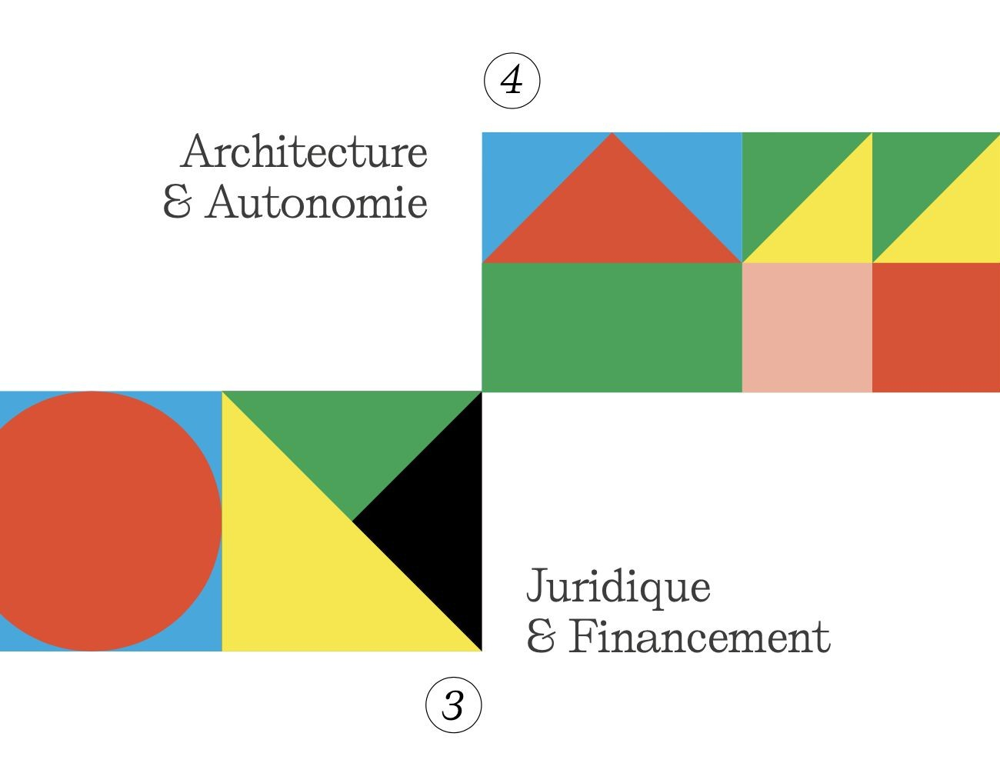 4
Architecture
& Autonomie
Juridique
& Financement
3